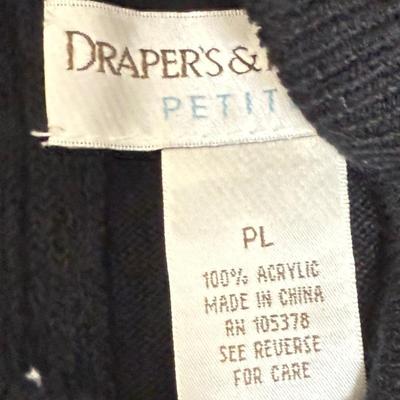 DRAPER'S &
PETIT
PL
100% ACRYLIC
MADE IN CHINA
RN 105378
SEE REVERSE
FOR CARE